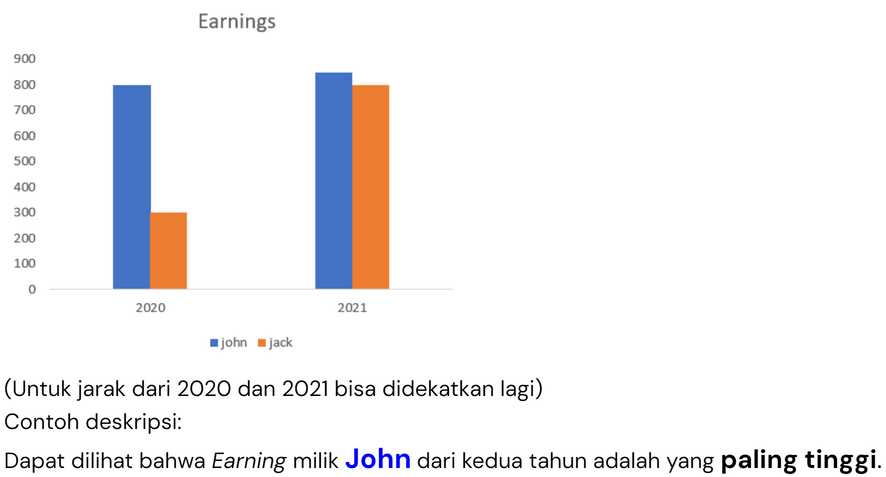 Earnings
900
800
700
600
500
400
300
200
100
0
2020 2021
john jack
(Untuk jarak dari 2020 dan 2021 bisa didekatkan lagi)
Contoh deskripsi:
Dapat dilihat bahwa Earning milik John dari kedua tahun adalah yang paling tinggi.